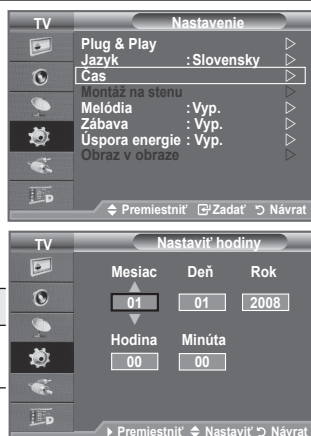 TV Nastavenie
Plug & Play
Jazyk : Slovensky
Čas
Montáž na stenu
Melódia : Vyp.
Zábava : Vyp.
Úspora energie : Vyp.
Obraz v obraze
Premiestniť Zadať Návrat
TV Nastaviť hodiny
Mesiac Deň Rok
01 01 2008
Hodina Minúta
00 00
Premiestniť Nastaviť Návrat